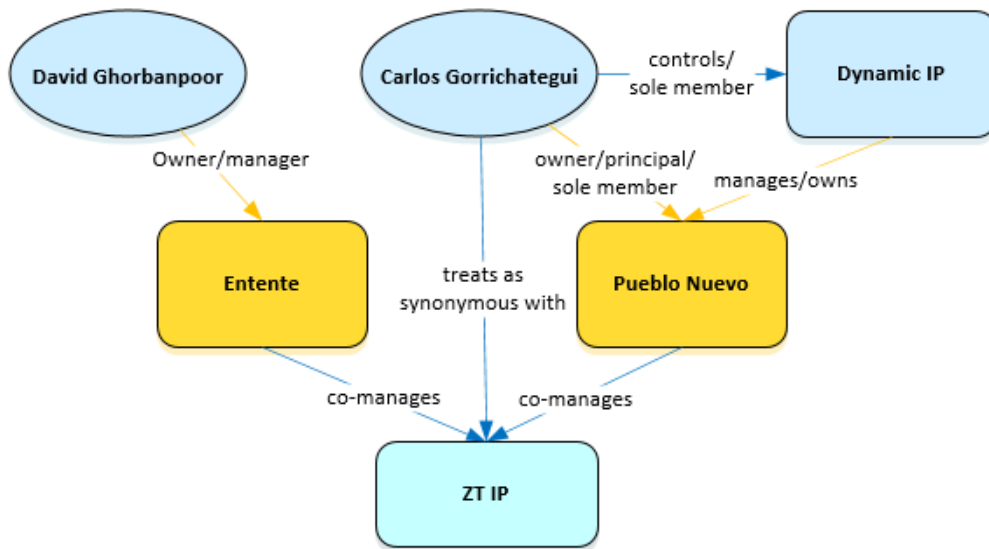 David Ghorbanpoor
Carlos Gorrichategui
controls/
sole member
Dynamic IP
Owner/manager
owner/principal/
sole member
manages/owns
Entente
treats as
synonymous with
Pueblo Nuevo
co-manages
co-manages
ZT IP